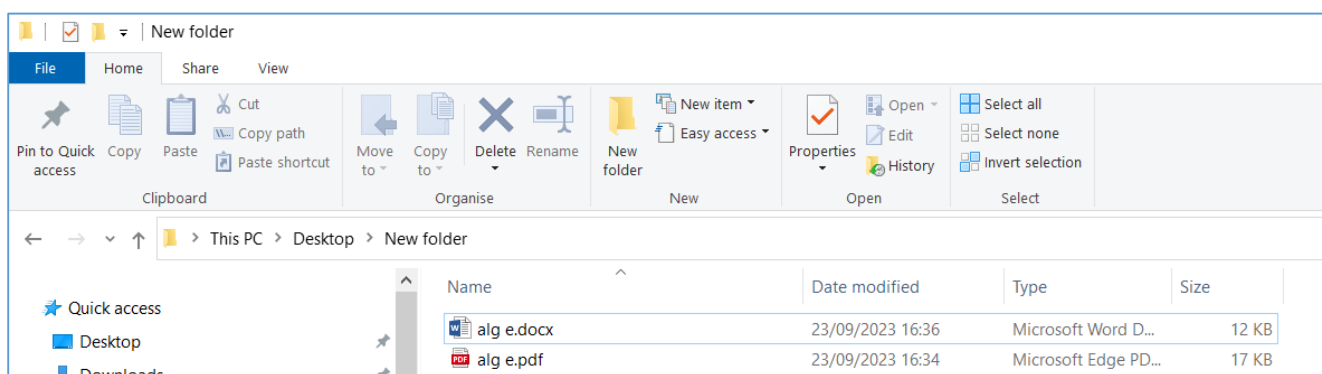 New folder
File Home Share View
Pin to Quick access
Copy
Paste
Cut
Copy path
Paste shortcut
Move to
Copy to
Delete
Rename
New folder
New item
Easy access
Properties
Open
Edit
History
Select all
Select none
Invert selection
Clipboard Organise New Open Select
This PC > Desktop > New folder
Name Date modified Type Size
Quick access
Desktop
Downloads
alg e.docx 23/09/2023 16:36 Microsoft Word D... 12 KB
alg e.pdf 23/09/2023 16:34 Microsoft Edge PD... 17 KB